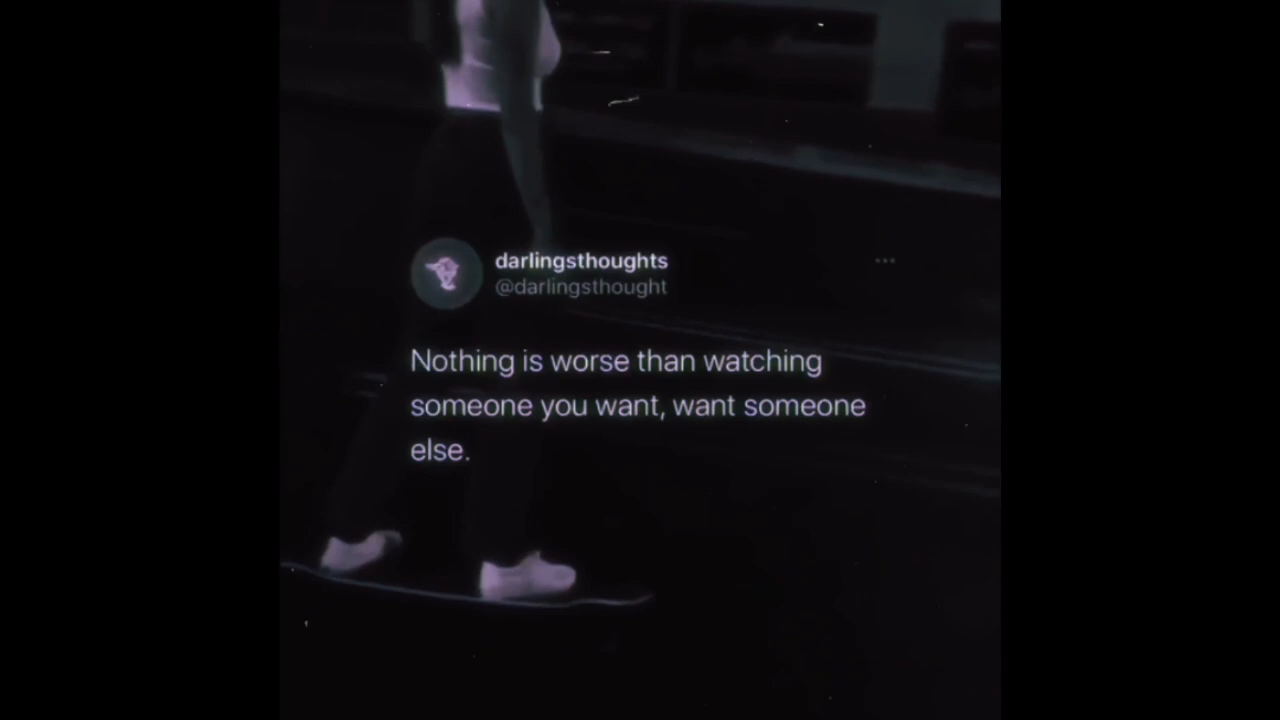 darlingsthoughts
@darlingsthought
Nothing is worse than watching
someone you want, want someone
else.